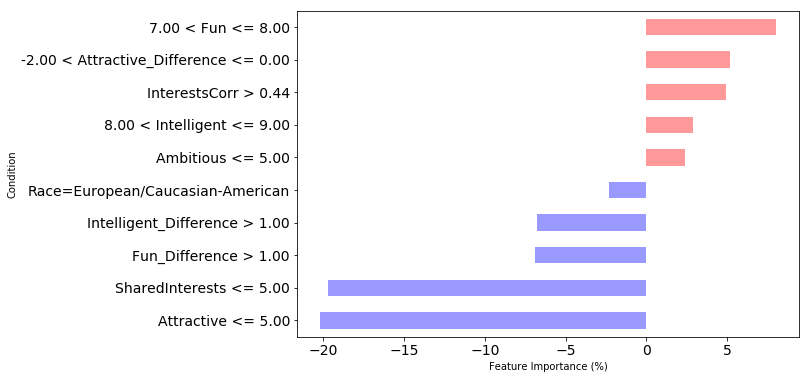 7.00 < Fun <= 8.00
-2.00 < Attractive_Difference <= 0.00
InterestsCorr > 0.44
8.00 < Intelligent <= 9.00
Ambitious <= 5.00
Race=European/Caucasian-American
Intelligent_Difference > 1.00
Fun_Difference > 1.00
SharedInterests <= 5.00
Attractive <= 5.00
Condition
−20 −15 −10 −5 0 5
Feature Importance (%)